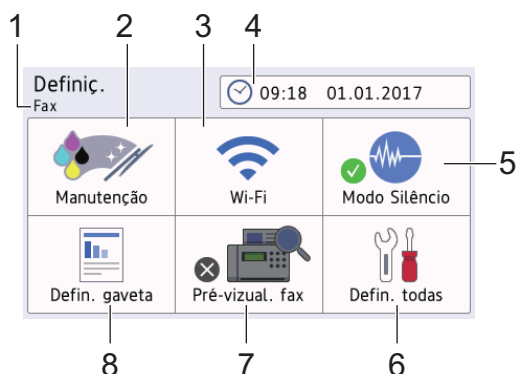 1
2
3
4
Definiç.
Fax
09:18 01.01.2017
Manutenção
Wi-Fi
Modo Silêncio
5
Defin. gaveta
Pré-vizual. fax
Defin. todas
8
7
6